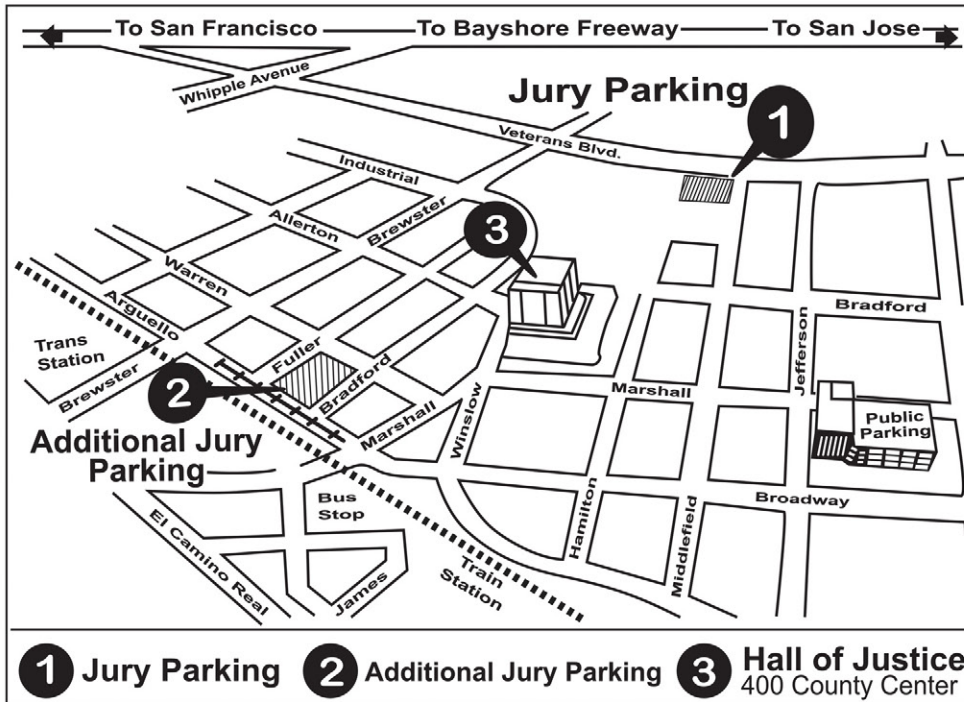 To San Francisco
To Bayshore Freeway
To San Jose
Whipple Avenue
Jury Parking
1
Veterans Blvd.
Industrial
Brewster
Allerton
3
Warren
Arguello
Bradford
Trans
Station
Fuller
Jefferson
Brewster
2
Bradford
Marshall
Marshall
Winslow
Public
Parking
Additional Jury
Parking
Bus
Stop
Broadway
Hamilton
Middlefield
El Camino Real
James
Train
Station
1 Jury Parking 2 Additional Jury Parking 3 Hall of Justice
400 County Center